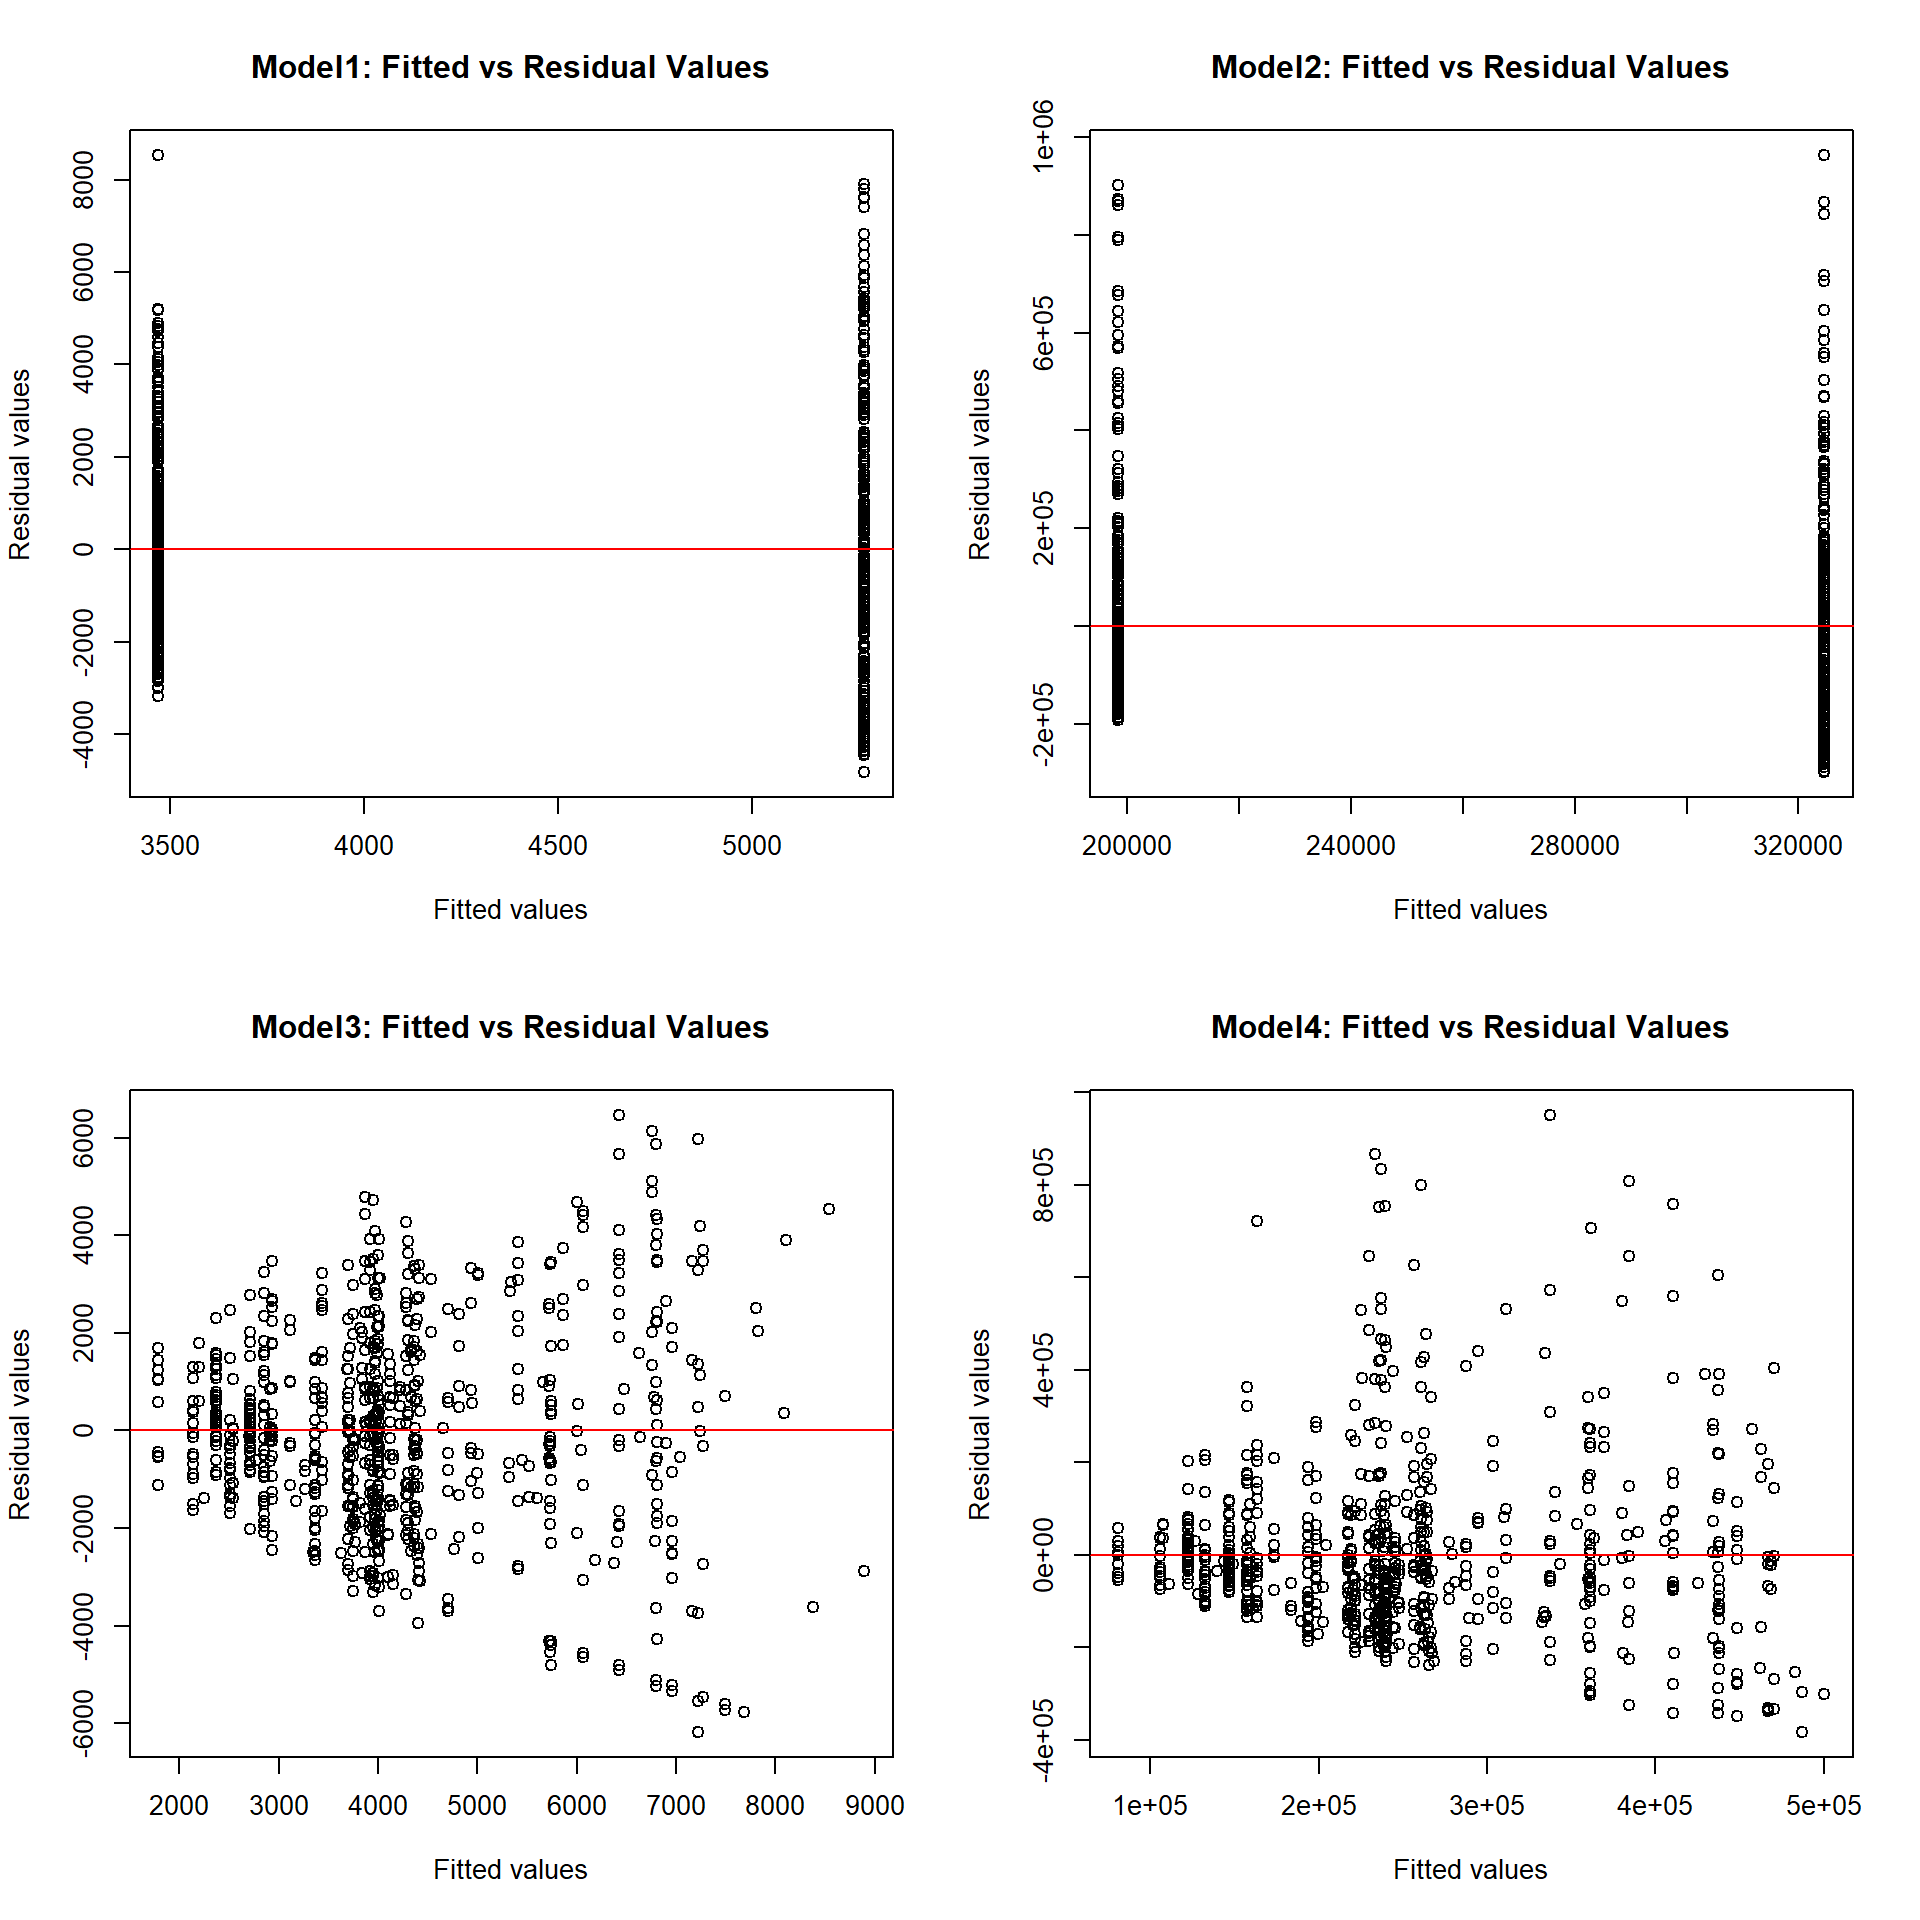 Model1: Fitted vs Residual Values
Residual values
8000
6000
4000
2000
0
-2000
-4000
3500 4000 4500 5000
Fitted values
Model2: Fitted vs Residual Values
Residual values
1e+06
6e+05
2e+05
-2e+05
200000 240000 280000 320000
Fitted values
Model3: Fitted vs Residual Values
Residual values
6000
4000
2000
0
-2000
-4000
-6000
2000 3000 4000 5000 6000 7000 8000 9000
Fitted values
Model4: Fitted vs Residual Values
Residual values
8e+05
4e+05
0e+00
-4e+05
1e+05 2e+05 3e+05 4e+05 5e+05
Fitted values